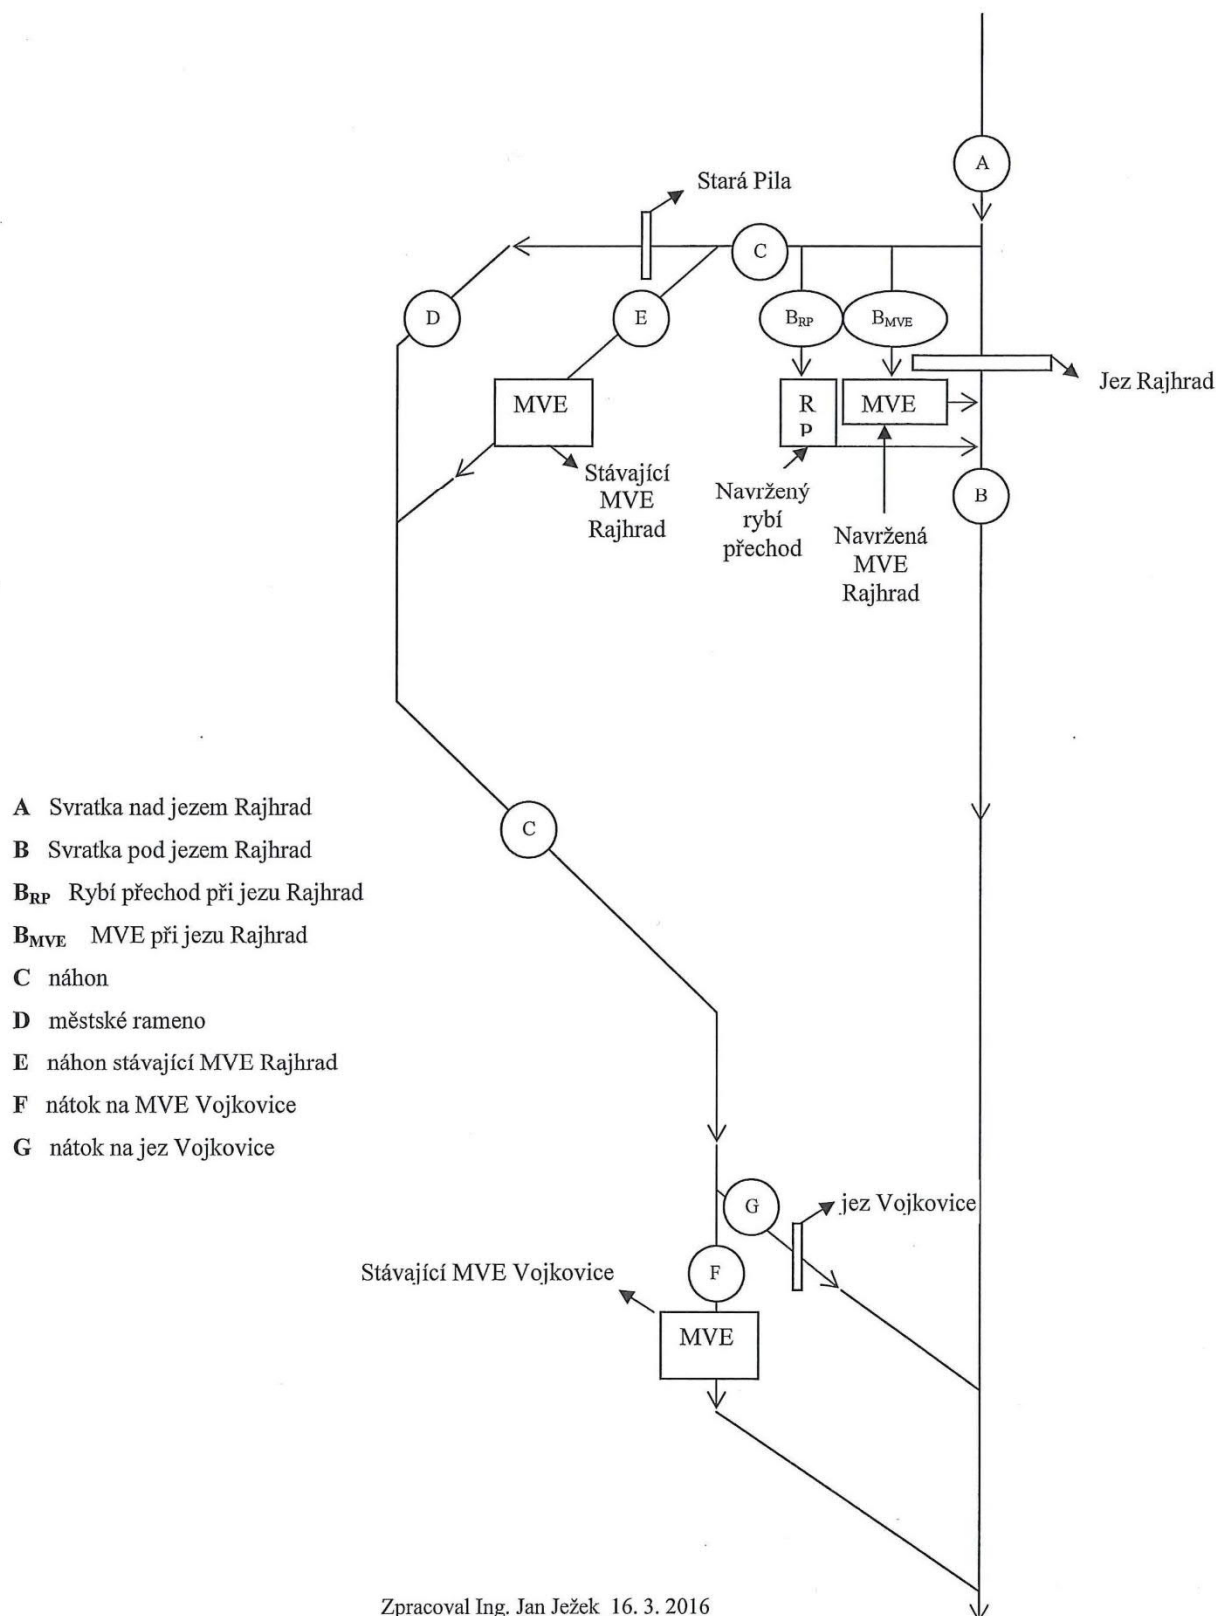 A
Stará Pila
C
D
E
B_RP
B_MVE
Jez Rajhrad
MVE
R
P
MVE
Stávající
MVE
Rajhrad
Navržený
rybí
přechod
Navržená
MVE
Rajhrad
B
A Svratka nad jezem Rajhrad
B Svratka pod jezem Rajhrad
B_RP Rybí přechod při jezu Rajhrad
B_MVE MVE při jezu Rajhrad
C náhon
D městské rameno
E náhon stávající MVE Rajhrad
F nátok na MVE Vojkovice
G nátok na jez Vojkovice
C
G
jez Vojkovice
Stávající MVE Vojkovice
F
MVE
Zpracoval Ing. Jan Ježek 16. 3. 2016